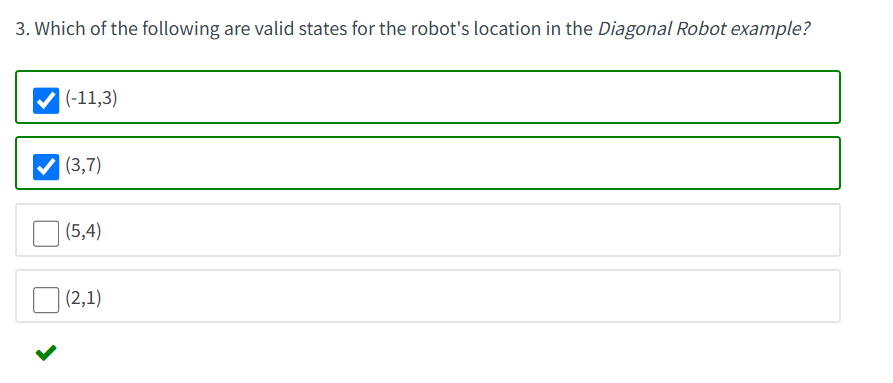 3. Which of the following are valid states for the robot's location in the Diagonal Robot example?
(-11,3)
(3,7)
(5,4)
(2,1)